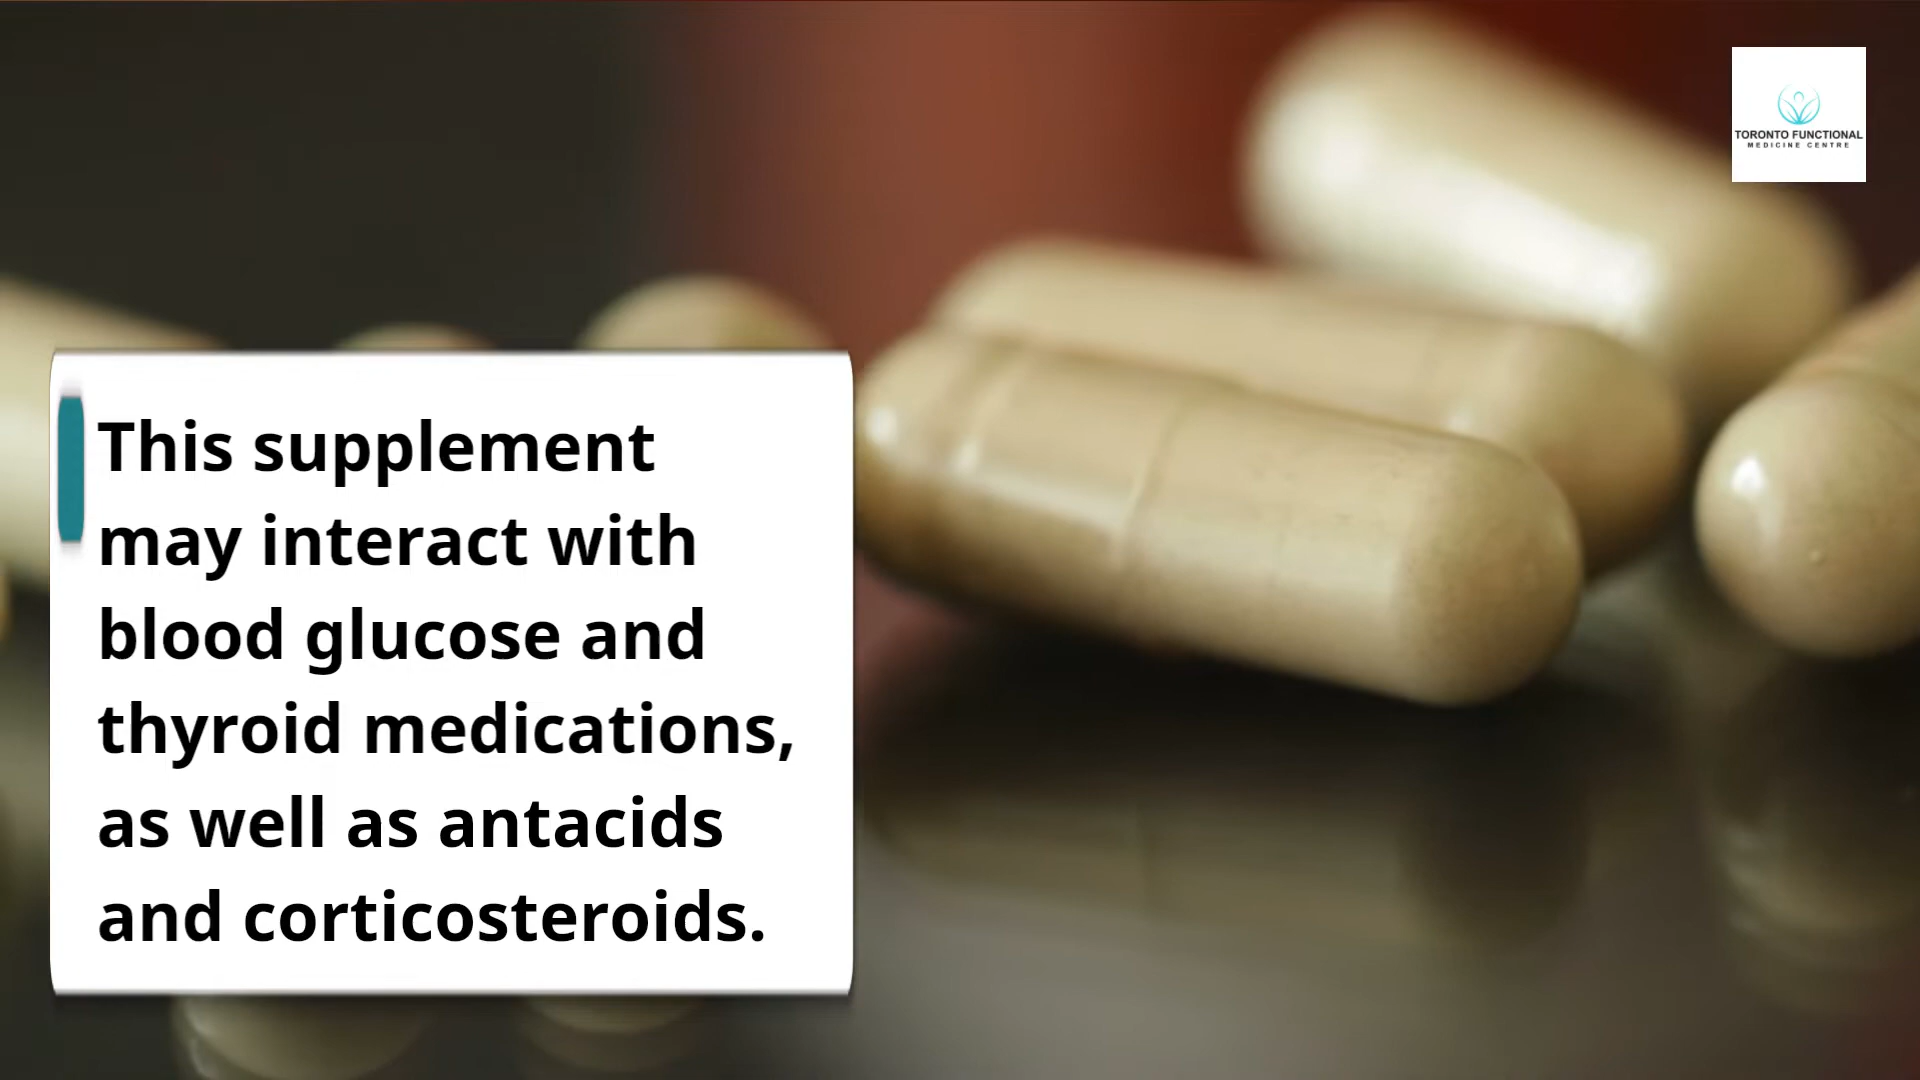 TORONTO FUNCTIONAL
MEDICINE CENTRE
This supplement
may interact with
blood glucose and
thyroid medications,
as well as antacids
and corticosteroids.